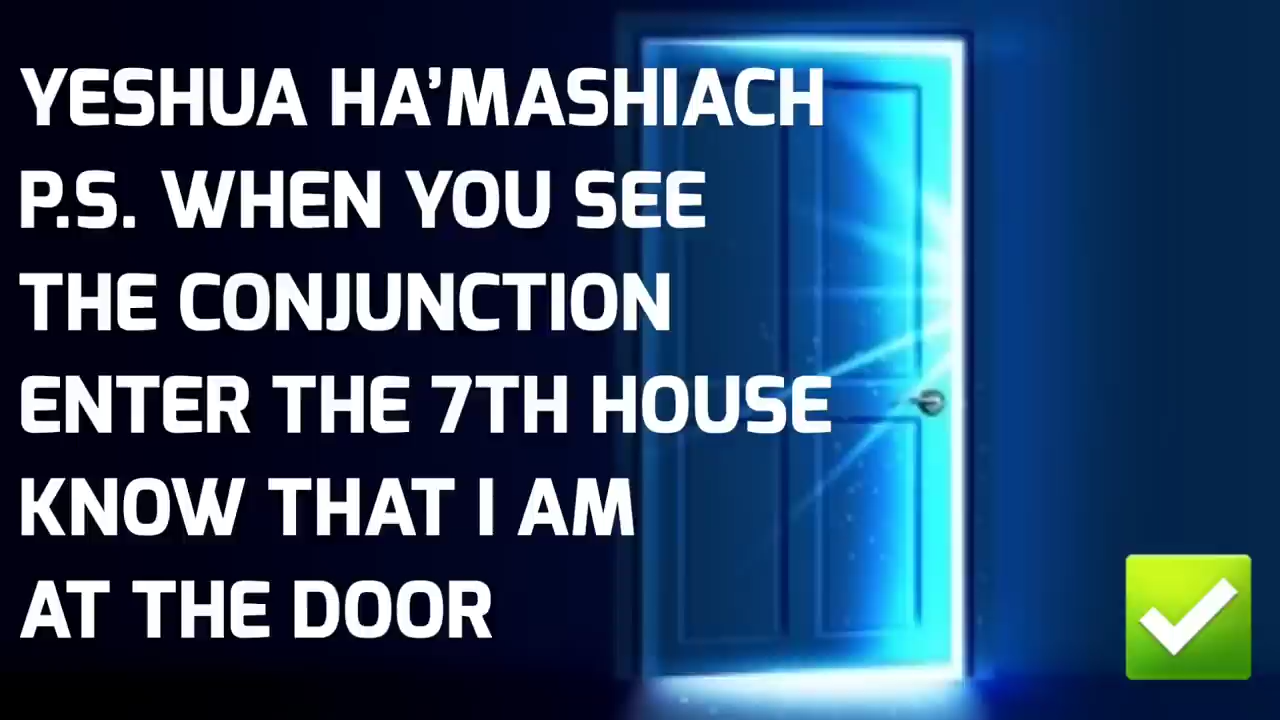 YESHUA HA’MASHIACH
P.S. WHEN YOU SEE
THE CONJUNCTION
ENTER THE 7TH HOUSE
KNOW THAT I AM
AT THE DOOR